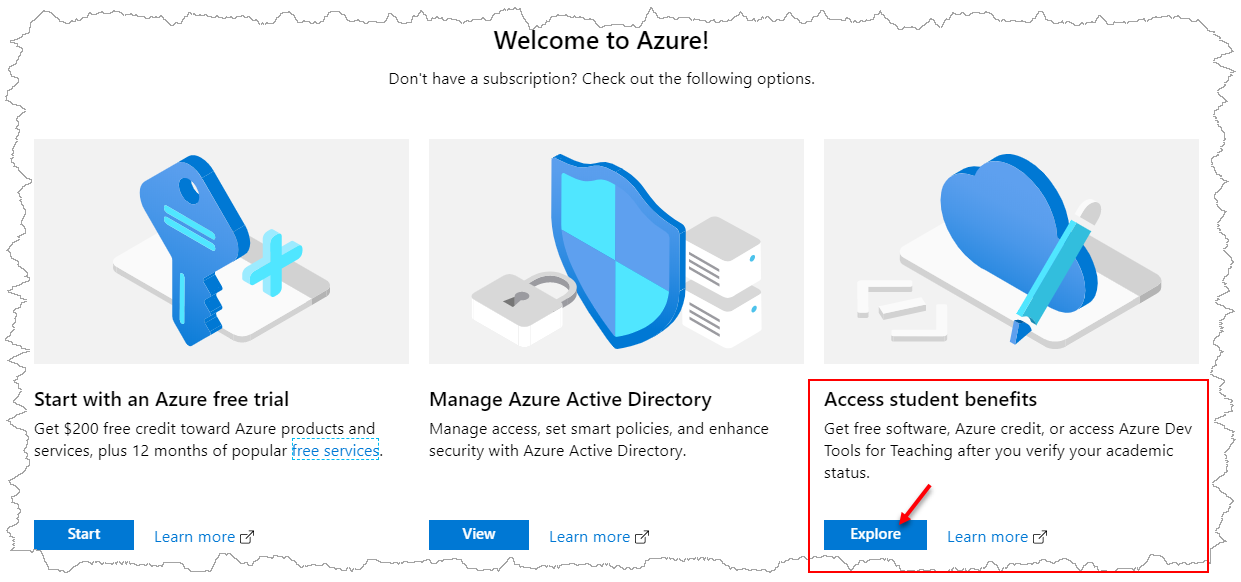 Welcome to Azure!
Don't have a subscription? Check out the following options.
Start with an Azure free trial
Get $200 free credit toward Azure products and
services, plus 12 months of popular free services.
Start
Learn more
Manage Azure Active Directory
Manage access, set smart policies, and enhance
security with Azure Active Directory.
View
Learn more
Access student benefits
Get free software, Azure credit, or access Azure Dev
Tools for Teaching after you verify your academic
status.
Explore
Learn more